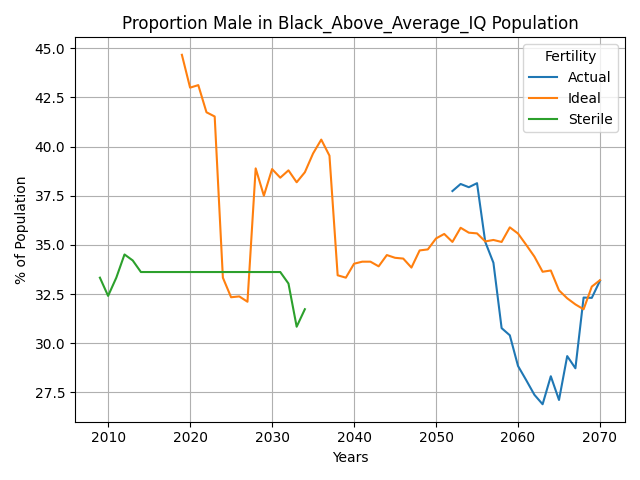 Proportion Male in Black_Above_Average_IQ Population
Fertility
Actual
Ideal
Sterile
% of Population
45.0
42.5
40.0
37.5
35.0
32.5
30.0
27.5
2010 2020 2030 2040 2050 2060 2070
Years